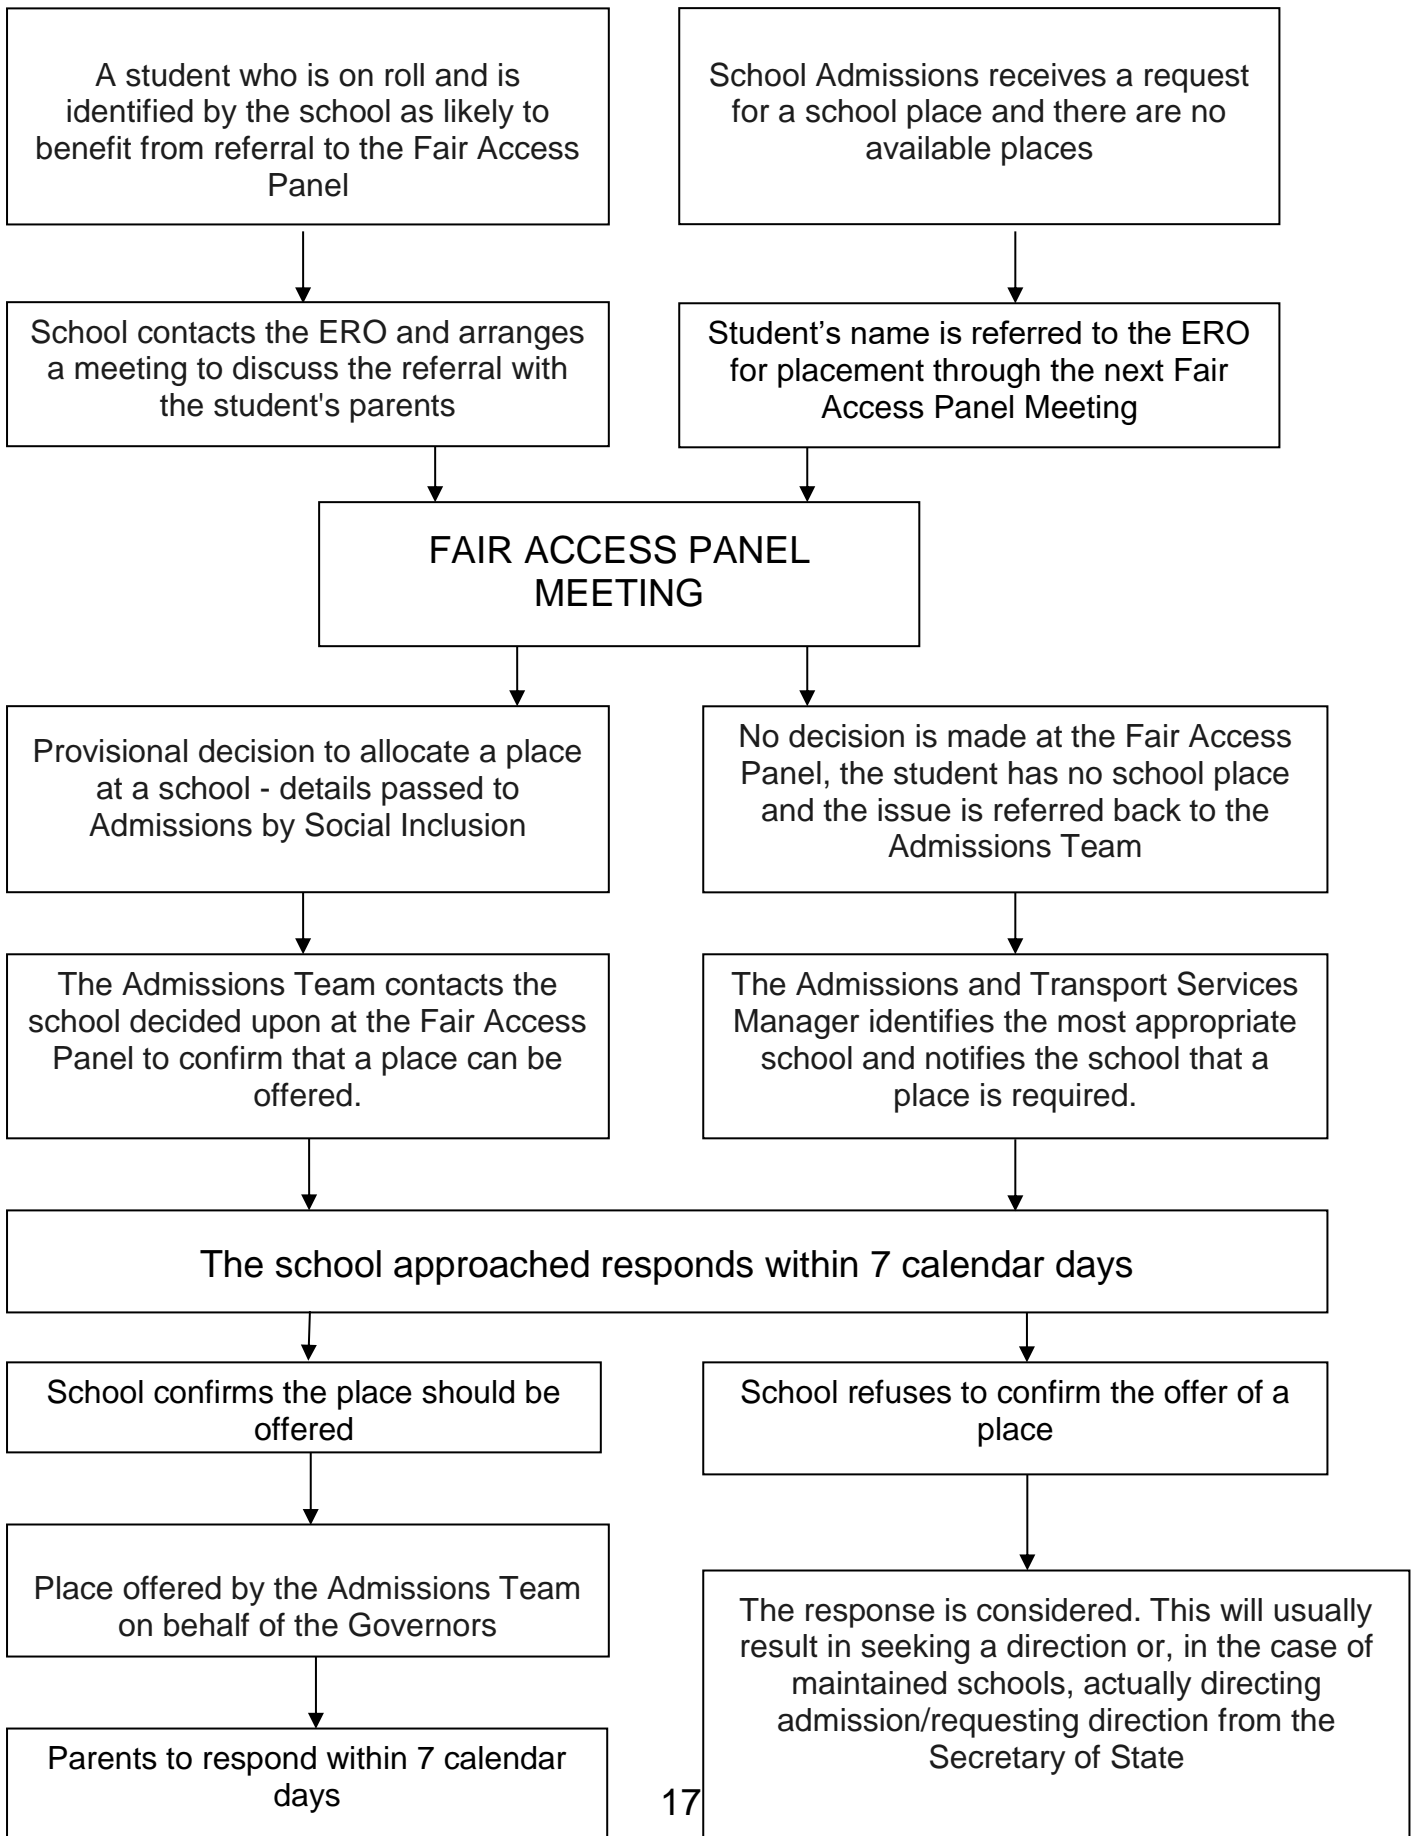 A student who is on roll and is
identified by the school as likely to
benefit from referral to the Fair Access
Panel
School Admissions receives a request
for a school place and there are no
available places
School contacts the ERO and arranges
a meeting to discuss the referral with
the student's parents
Student’s name is referred to the ERO
for placement through the next Fair
Access Panel Meeting
FAIR ACCESS PANEL
MEETING
Provisional decision to allocate a place
at a school - details passed to
Admissions by Social Inclusion
No decision is made at the Fair Access
Panel, the student has no school place
and the issue is referred back to the
Admissions Team
The Admissions Team contacts the
school decided upon at the Fair Access
Panel to confirm that a place can be
offered.
The Admissions and Transport Services
Manager identifies the most appropriate
school and notifies the school that a
place is required.
The school approached responds within 7 calendar days
School confirms the place should be
offered
School refuses to confirm the offer of a
place
Place offered by the Admissions Team
on behalf of the Governors
The response is considered. This will usually
result in seeking a direction or, in the case of
maintained schools, actually directing
admission/requesting direction from the
Secretary of State
Parents to respond within 7 calendar
days
17